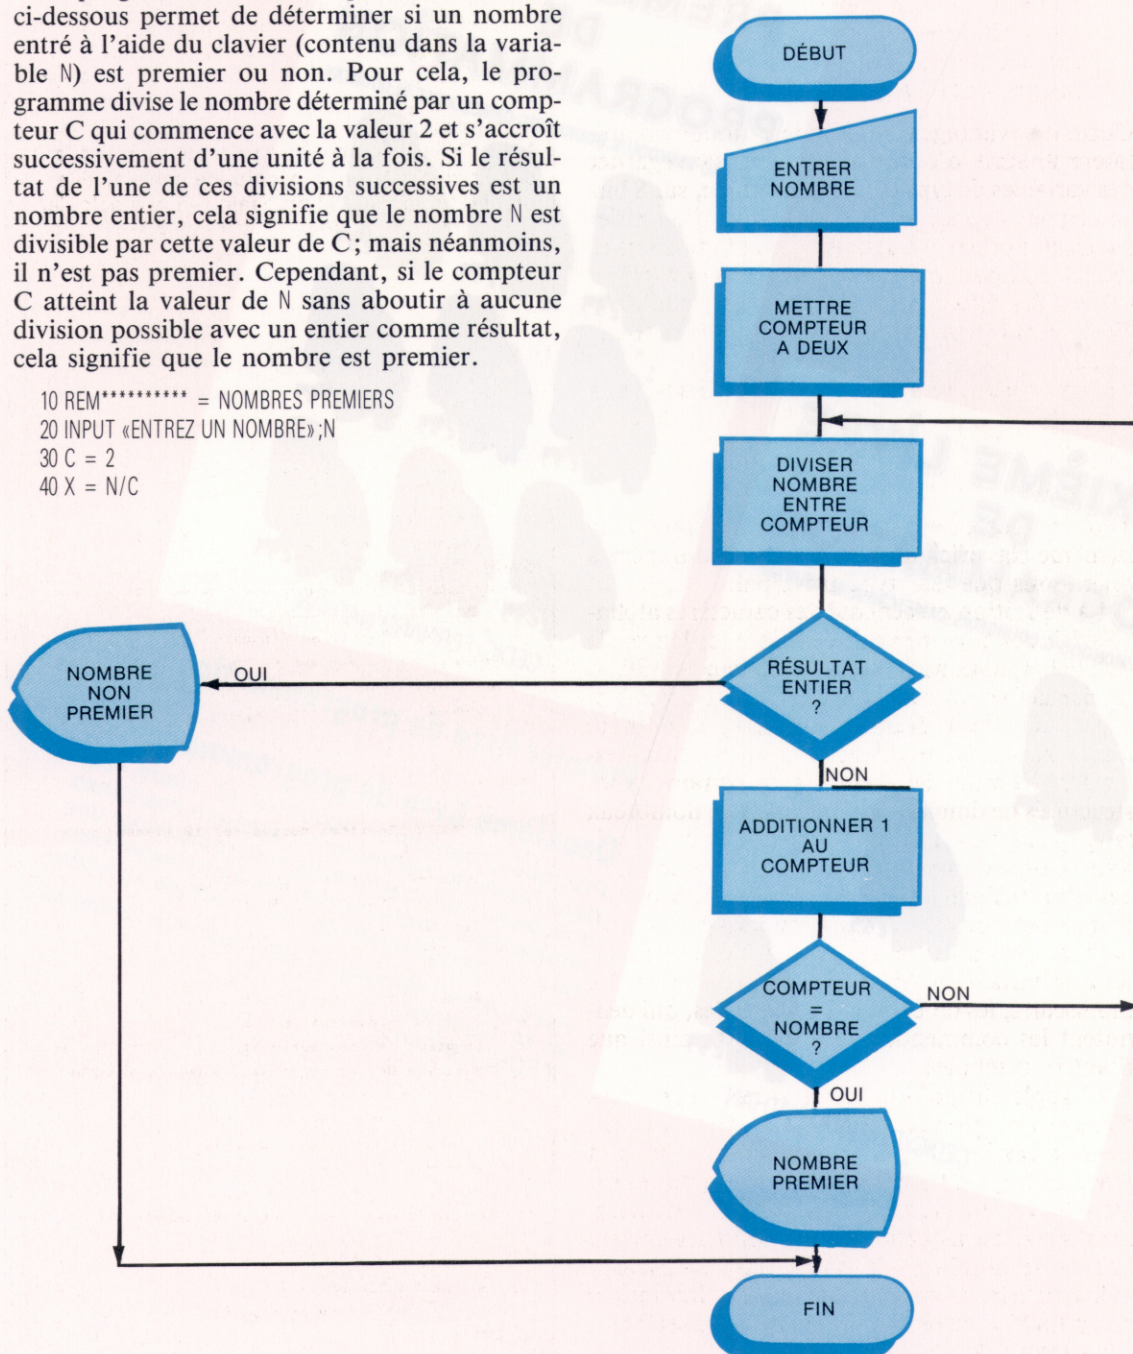 ci-dessous permet de déterminer si un nombre
entré à l'aide du clavier (contenu dans la varia-
ble N) est premier ou non. Pour cela, le pro-
gramme divise le nombre déterminé par un comp-
teur C qui commence avec la valeur 2 et s'accroît
successivement d'une unité à la fois. Si le résul-
tat de l'une de ces divisions successives est un
nombre entier, cela signifie que le nombre N est
divisible par cette valeur de C; mais néanmoins,
il n'est pas premier. Cependant, si le compteur
C atteint la valeur de N sans aboutir à aucune
division possible avec un entier comme résultat,
cela signifie que le nombre est premier.
10 REM********** = NOMBRES PREMIERS
20 INPUT «ENTREZ UN NOMBRE»;N
30 C = 2
40 X = N/C
DÉBUT
ENTRER
NOMBRE
METTRE
COMPTEUR
A DEUX
DIVISER
NOMBRE
ENTRE
COMPTEUR
RÉSULTAT
ENTIER
?
OUI
NOMBRE
NON
PREMIER
NON
ADDITIONNER 1
AU
COMPTEUR
COMPTEUR
=
NOMBRE
?
NON
OUI
NOMBRE
PREMIER
FIN